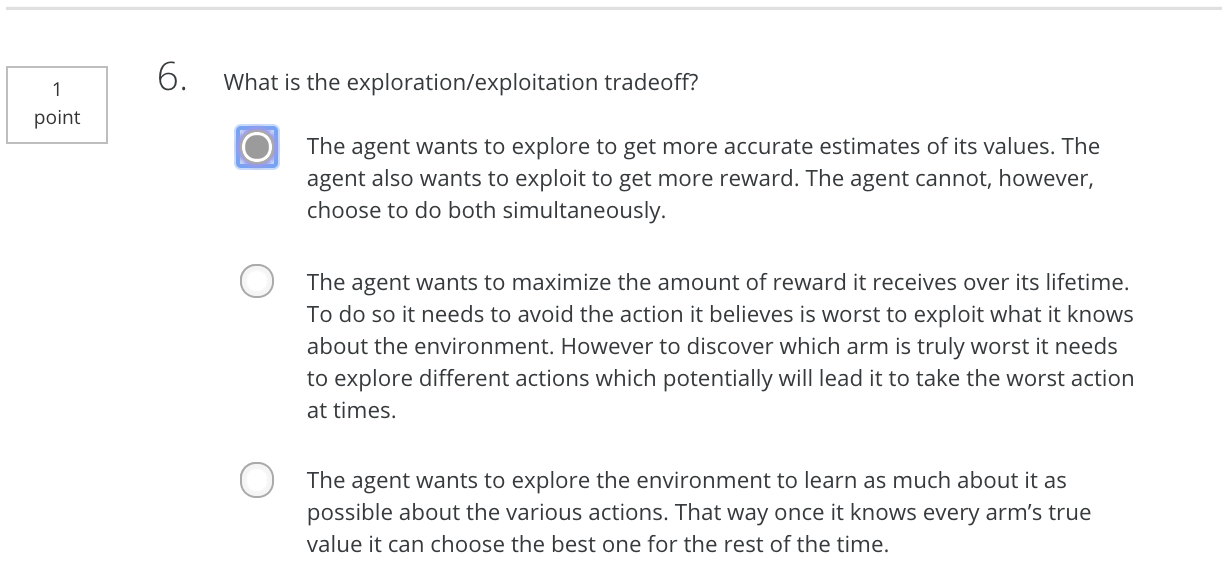 1
point
6.
What is the exploration/exploitation tradeoff?
The agent wants to explore to get more accurate estimates of its values. The
agent also wants to exploit to get more reward. The agent cannot, however,
choose to do both simultaneously.
The agent wants to maximize the amount of reward it receives over its lifetime.
To do so it needs to avoid the action it believes is worst to exploit what it knows
about the environment. However to discover which arm is truly worst it needs
to explore different actions which potentially will lead it to take the worst action
at times.
The agent wants to explore the environment to learn as much about it as
possible about the various actions. That way once it knows every arm’s true
value it can choose the best one for the rest of the time.